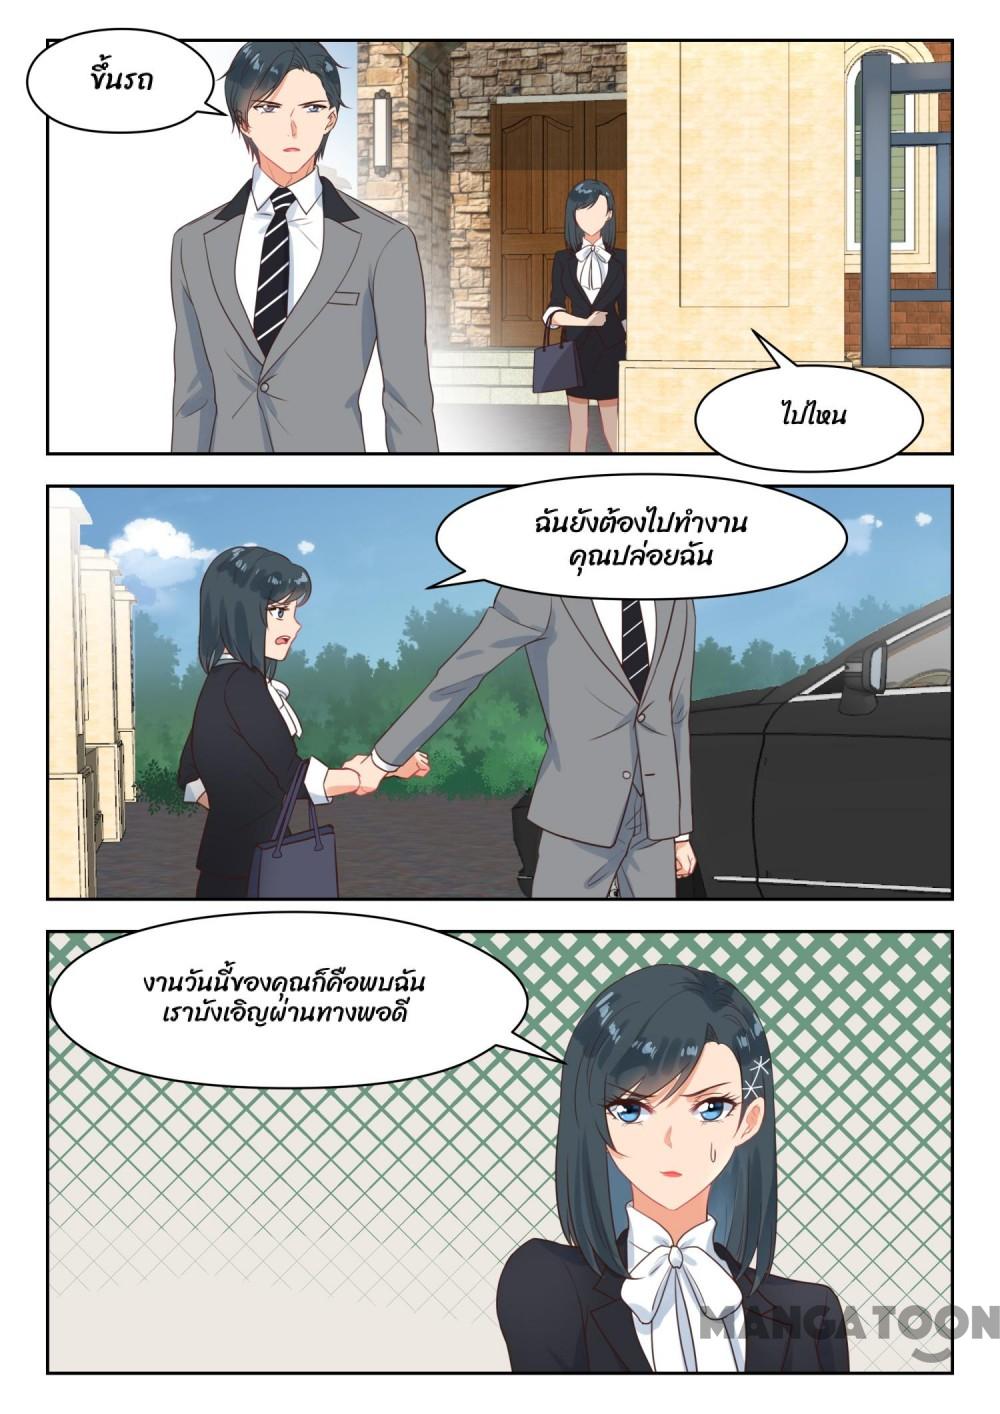 ขึ้นรถ
ไปไหน
ฉันยังต้องไปทำงาน
คุณปล่อยฉัน
งานวันนี้ของคุณก็คือพบฉัน
เราบังเอิญผ่านทางพอดี
MANGATOON